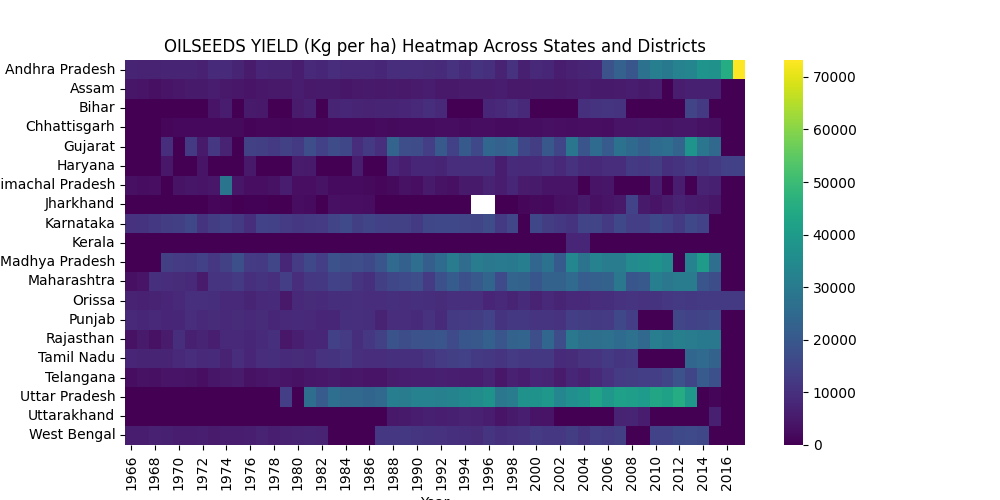 OILSEEDS YIELD (Kg per ha) Heatmap Across States and Districts
Andhra Pradesh
Assam
Bihar
Chhattisgarh
Gujarat
Haryana
imachal Pradesh
Jharkhand
Karnataka
Kerala
Madhya Pradesh
Maharashtra
Orissa
Punjab
Rajasthan
Tamil Nadu
Telangana
Uttar Pradesh
Uttarakhand
West Bengal
70000
60000
50000
40000
30000
20000
10000
0
1966 1968 1970 1972 1974 1976 1978 1980 1982 1984 1986 1988 1990 1992 1994 1996 1998 2000 2002 2004 2006 2008 2010 2012 2014 2016
Year